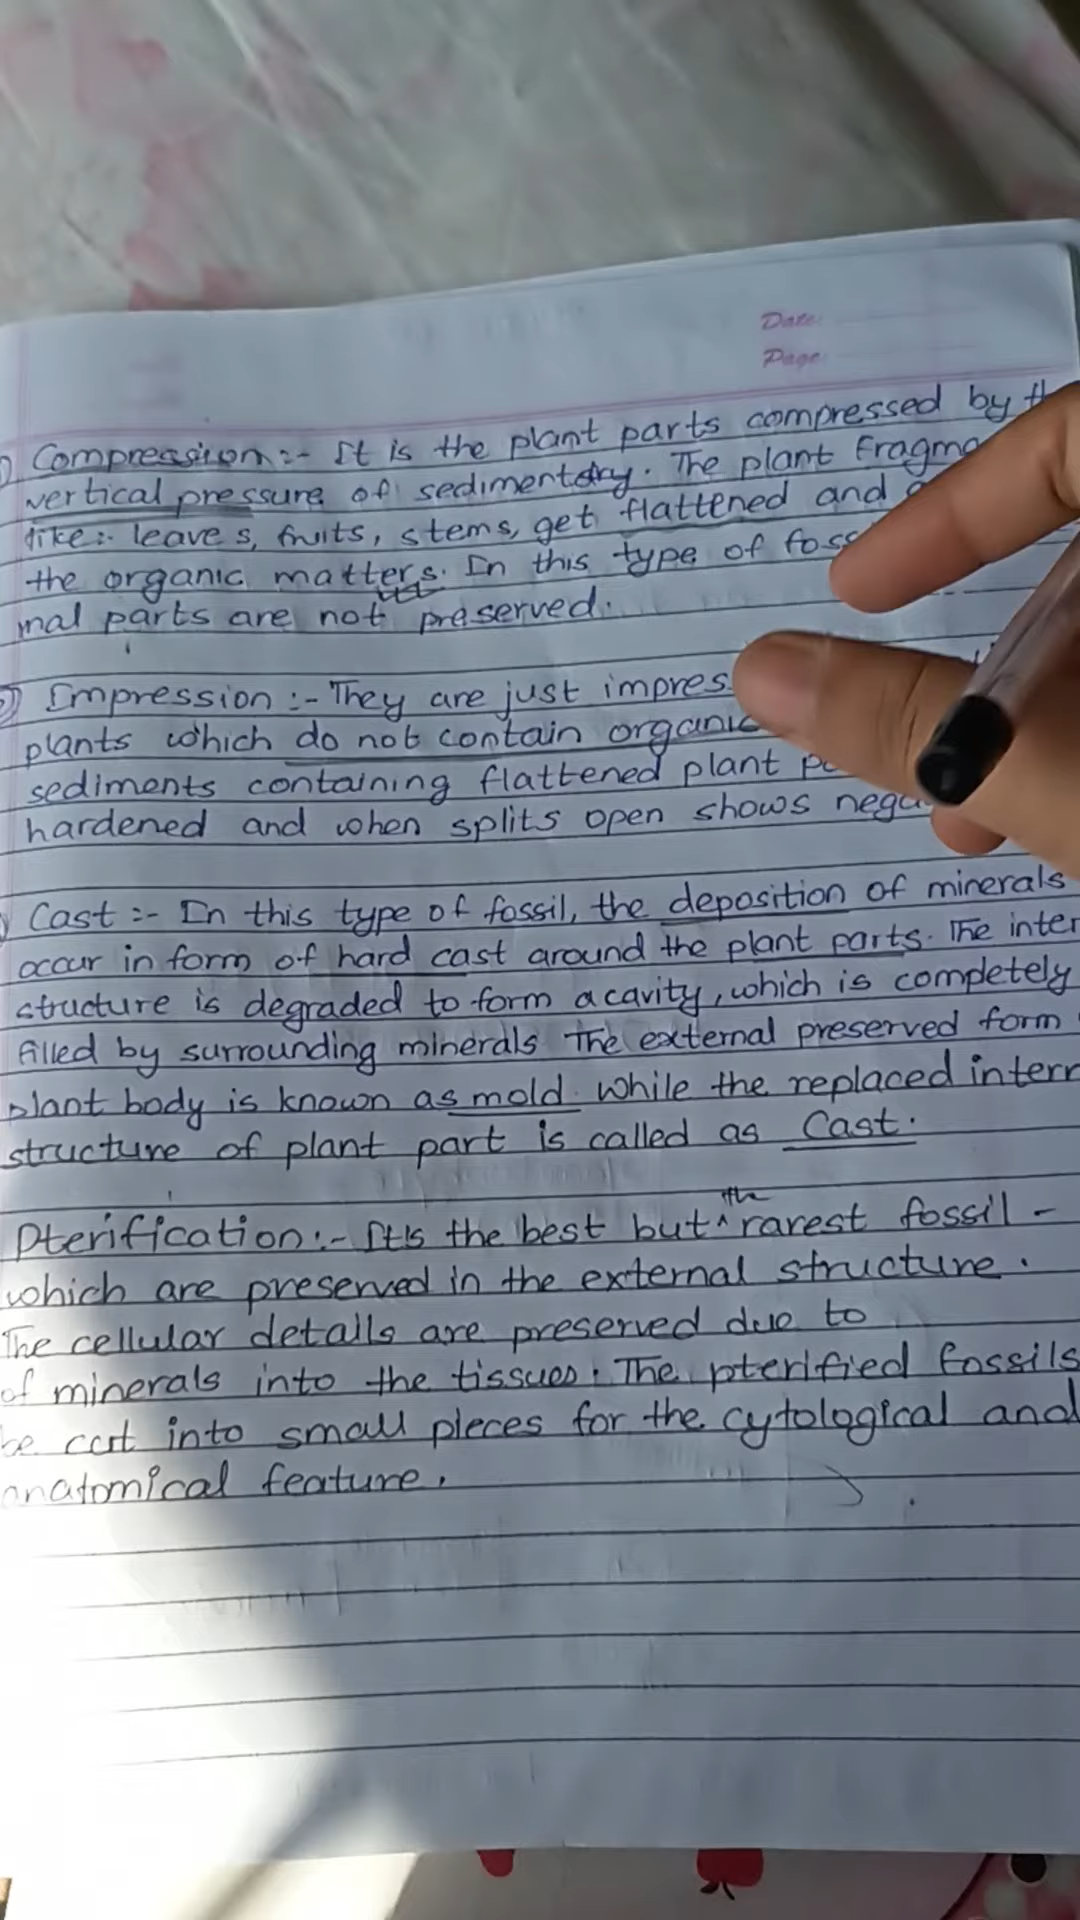 Date:
Page
Compression :- It is the plant parts compressed by
vertical pressure of sedimentary. The plant Fragme
like:- leaves, fruits, stems, get flattened and
the organic matters. In this type of foss
mal parts are not preserved.
Impression :- They are just impres
plants which do not contain organic
sediments containing flattened plant
hardened and when splits open shows nega
Cast :- In this type of fossil, the deposition of minerals
occur in form of hard cast around the plant parts. The inter
structure is degraded to form a cavity, which is completely
filled by surrounding minerals The external preserved form
plant body is known as mold. While the replaced intern
structure of plant part is called as Cast.
Pterification :- It is the best but the rarest fossil -
which are preserved in the external structure.
The cellular details are preserved due to
of minerals into the tissues. The pterified fossils
be cut into small pieces for the cytological and
anatomical feature.